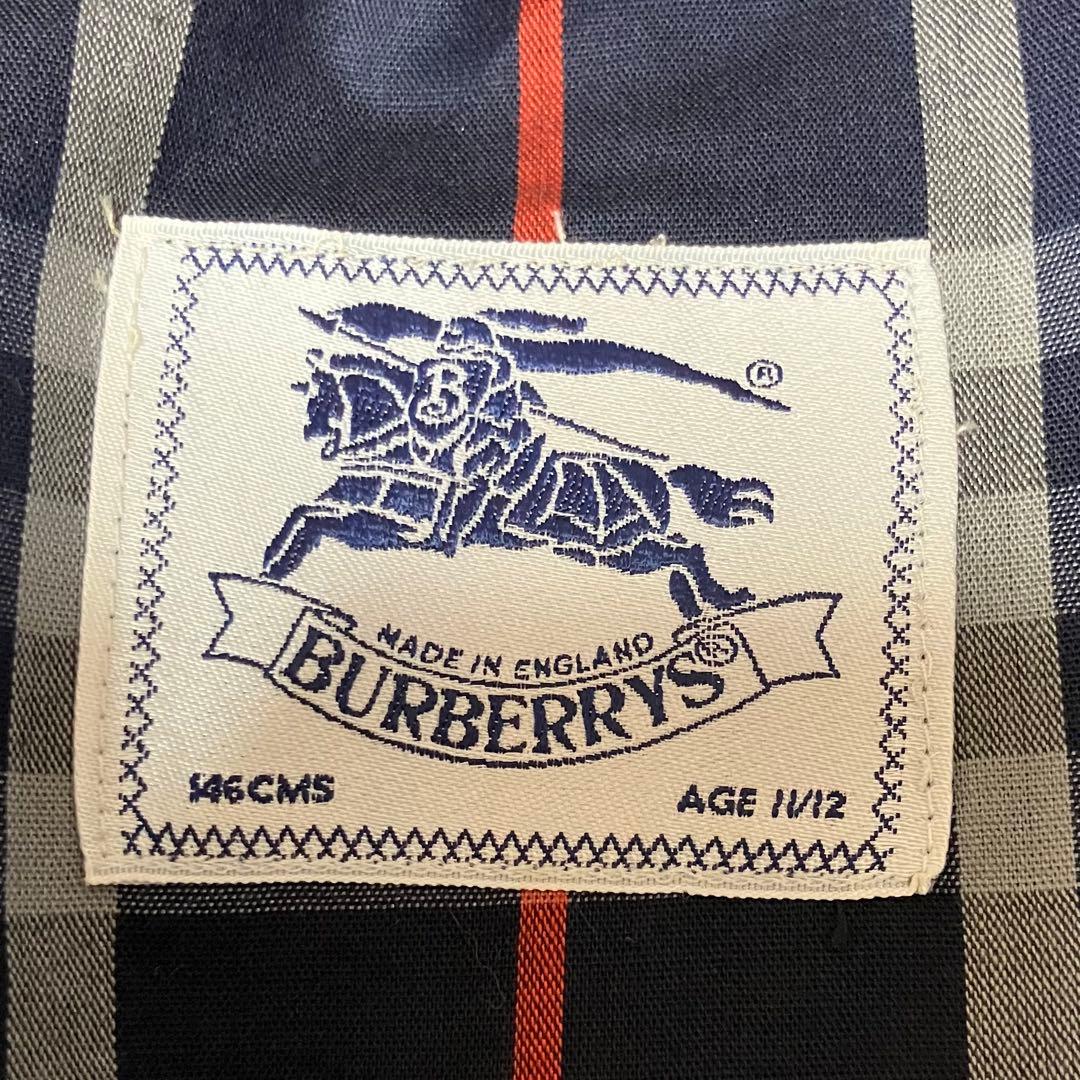 B
®
MADE IN ENGLAND
BURBERRYS®
146CMS AGE 11/12